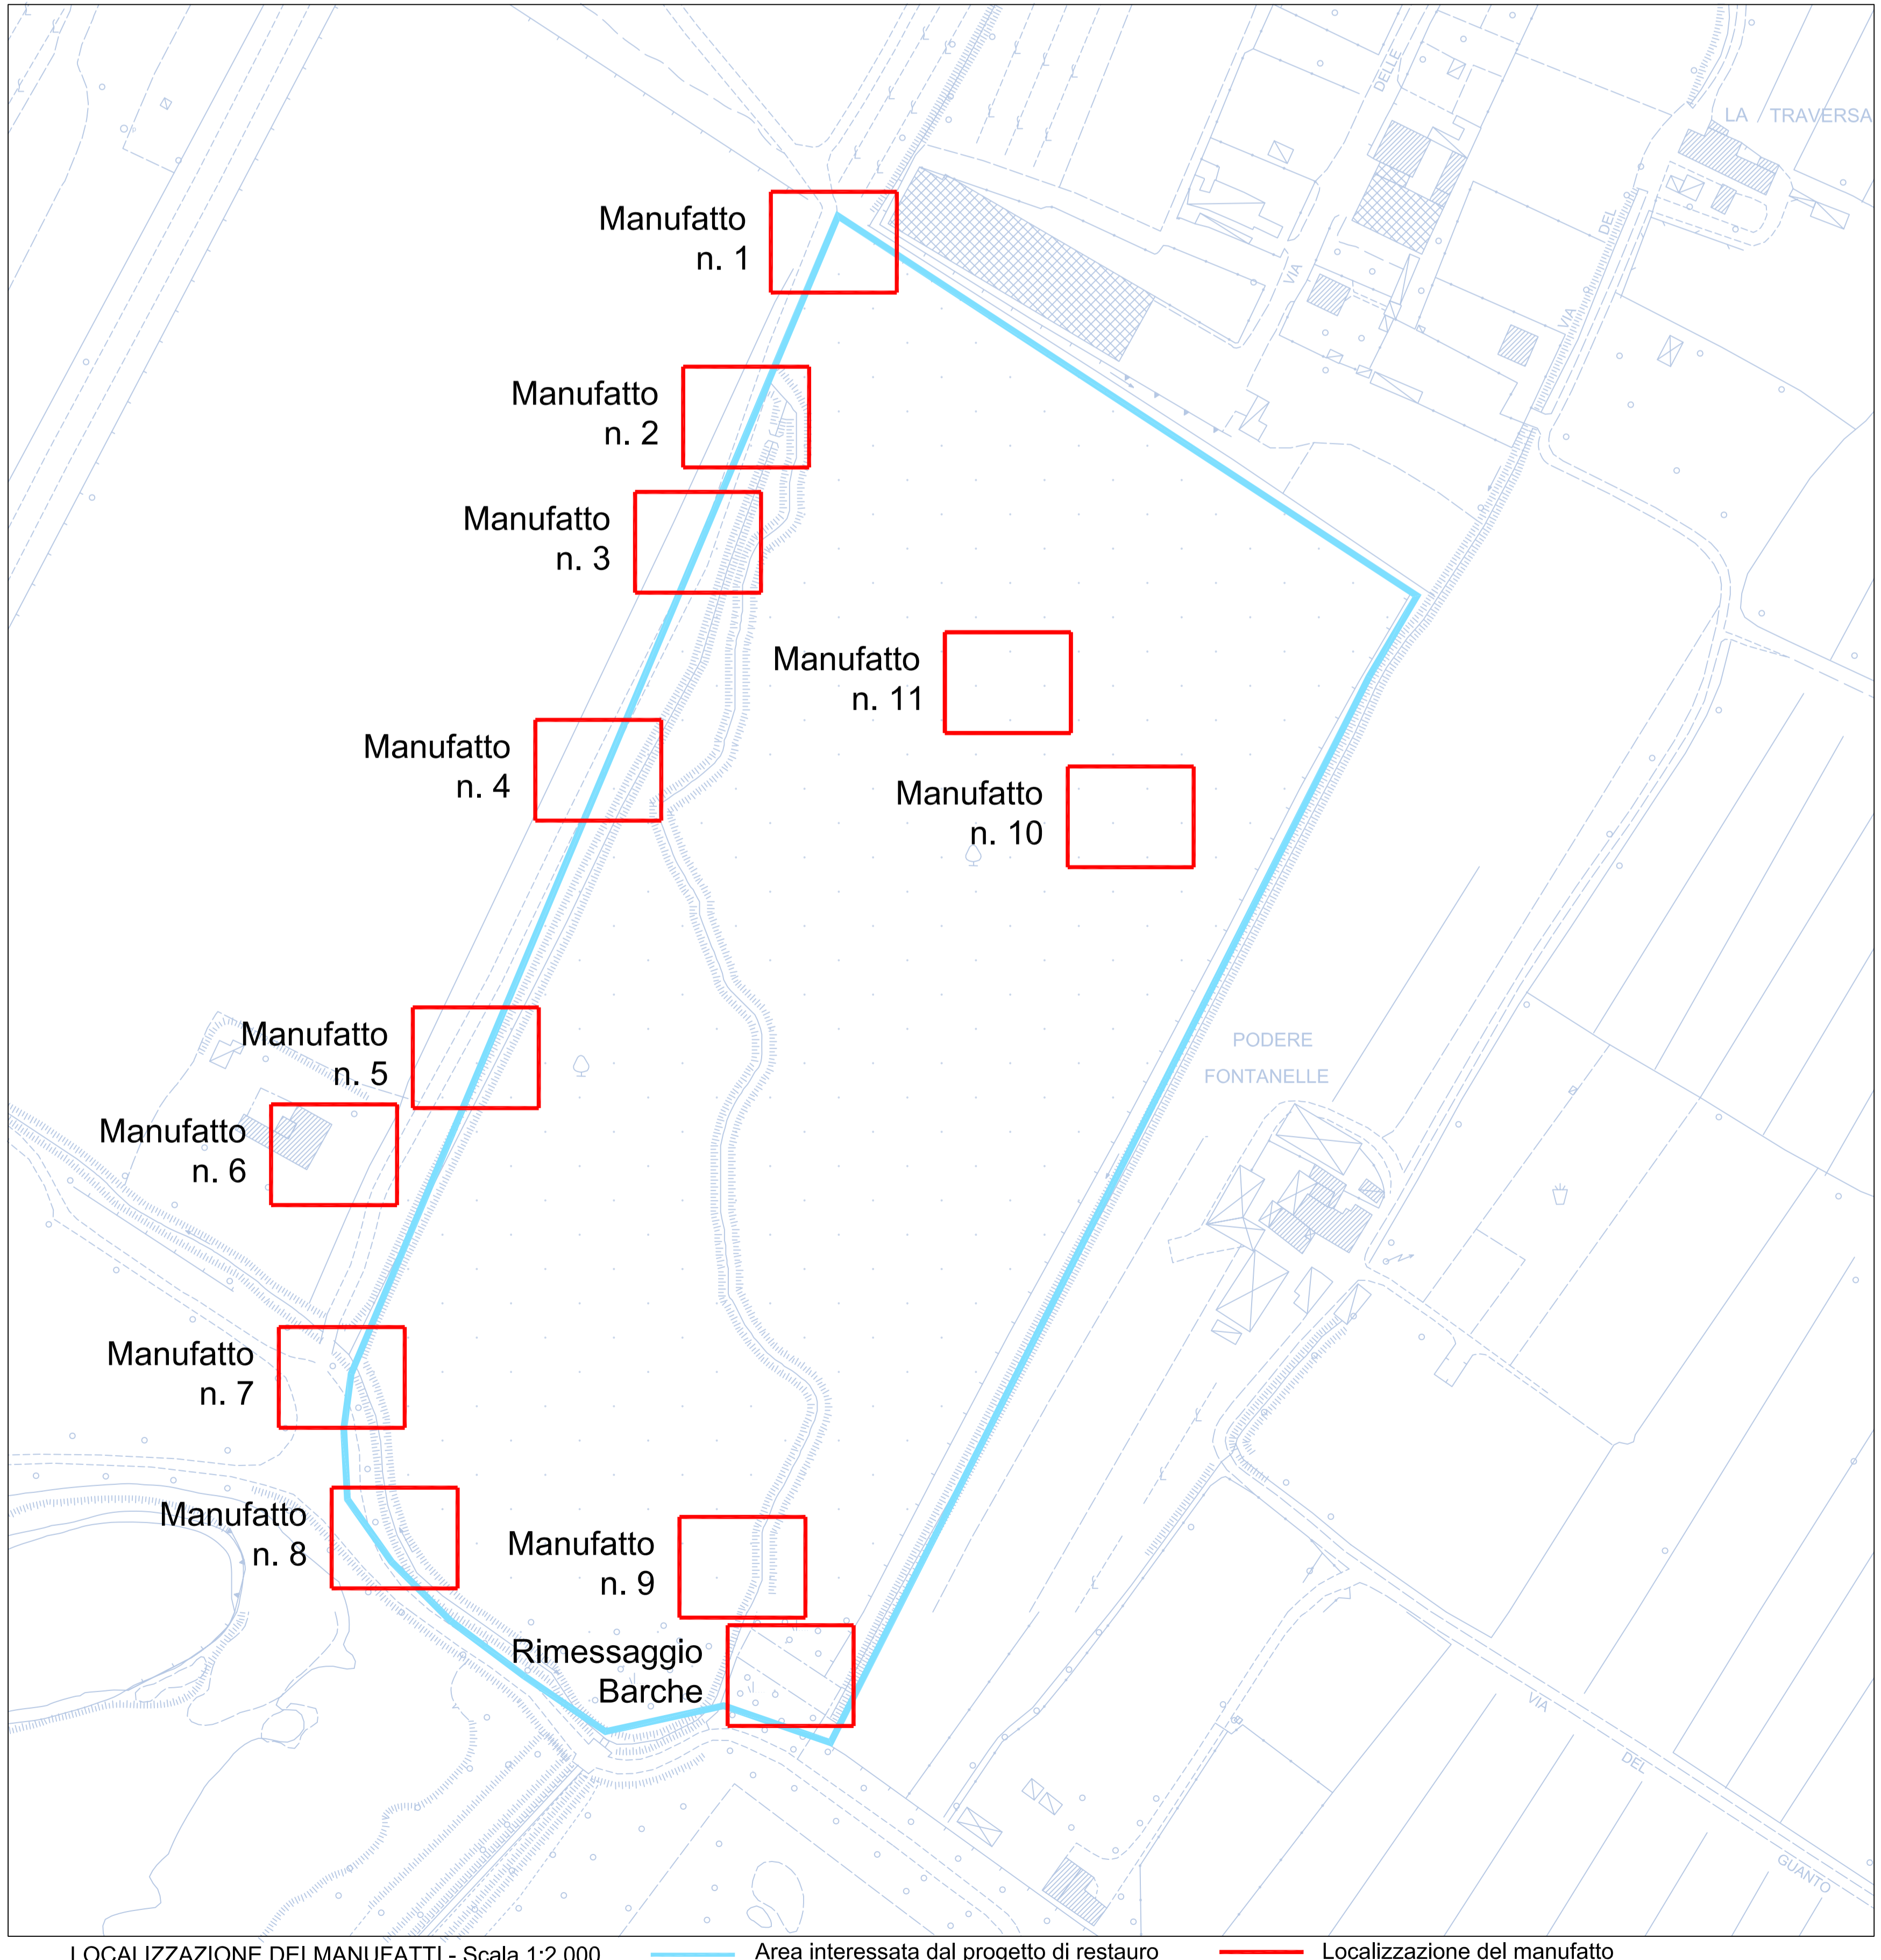 DELLE
LA TRAVERSA
Manufatto
n. 1
DEL
VIA
VIA
Manufatto
n. 2
Manufatto
n. 3
Manufatto
n. 11
Manufatto
n. 4
Manufatto
n. 10
Manufatto
n. 5
PODERE
FONTANELLE
Manufatto
n. 6
Manufatto
n. 7
Manufatto
n. 8
Manufatto
n. 9
Rimessaggio
Barche
VIA
DEL
GUANTO
LOCALIZZAZIONE DEI MANUFATTI - Scala 1:2.000
Area interessata dal progetto di restauro
Localizzazione del manufatto